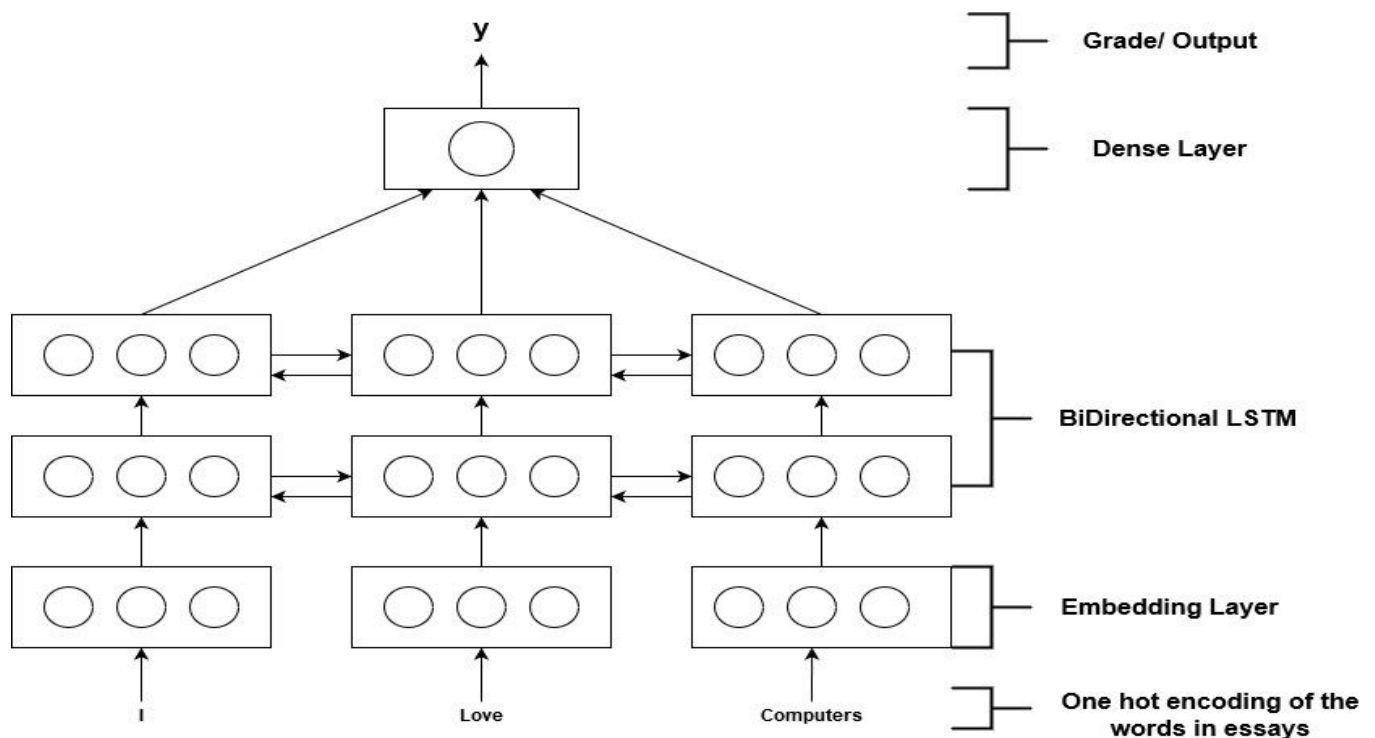 y
Grade/ Output
Dense Layer
BiDirectional LSTM
Embedding Layer
I
Love
Computers
One hot encoding of the
words in essays